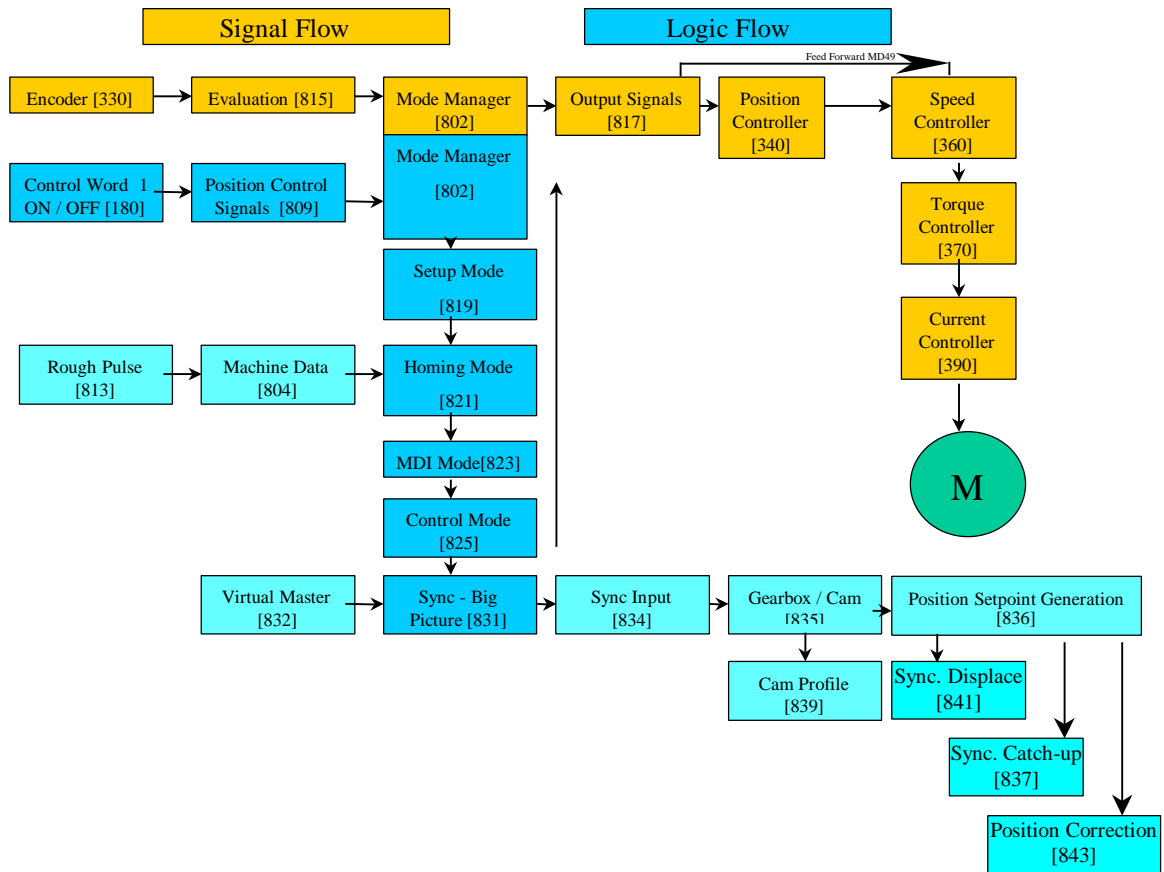 Signal Flow
Logic Flow
Feed Forward MD49
Encoder [330]
Evaluation [815]
Mode Manager
[802]
Output Signals
[817]
Position
Controller
[340]
Speed
Controller
[360]
Control Word 1
ON / OFF [180]
Position Control
Signals [809]
Mode Manager
[802]
Torque
Controller
[370]
Setup Mode
[819]
Current
Controller
[390]
Rough Pulse
[813]
Machine Data
[804]
Homing Mode
[821]
MDI Mode[823]
M
Control Mode
[825]
Virtual Master
[832]
Sync - Big
Picture [831]
Sync Input
[834]
Gearbox / Cam
[835]
Position Setpoint Generation
[836]
Cam Profile
[839]
Sync. Displace
[841]
Sync. Catch-up
[837]
Position Correction
[843]